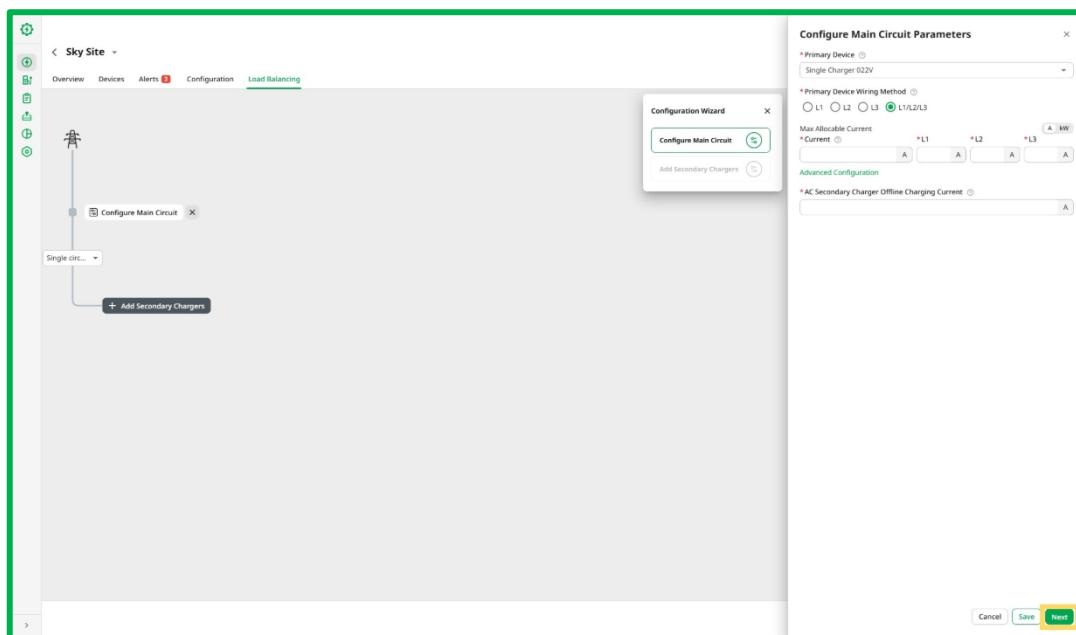 Sky Site
Overview Devices Alerts 3 Configuration Load Balancing
Configure Main Circuit
Single circ...
+ Add Secondary Chargers
Configuration Wizard
Configure Main Circuit
Add Secondary Chargers
Configure Main Circuit Parameters
* Primary Device
Single Charger 022V
* Primary Device Wiring Method
L1 L2 L3 L1/L2/L3
Max Allocable Current A kW
* Current * L1 * L2 * L3
A A A A
Advanced Configuration
* AC Secondary Charger Offline Charging Current
A
Cancel Save Next